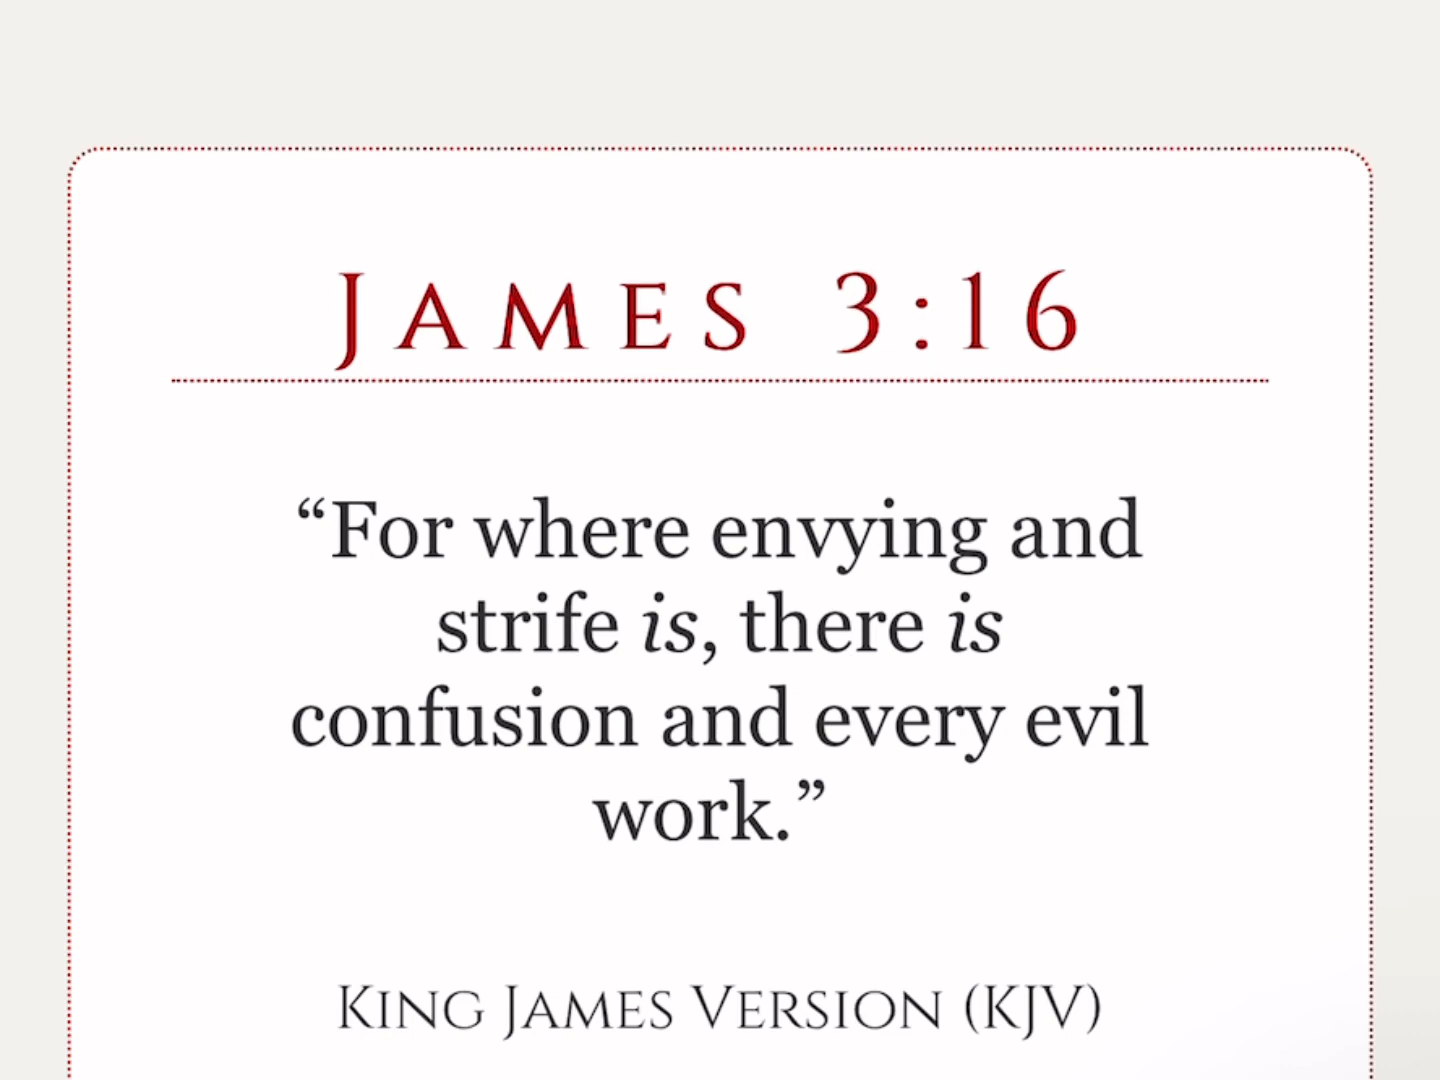 James 3:16
“For where envying and
strife is, there is
confusion and every evil
work.”
King James Version (KJV)